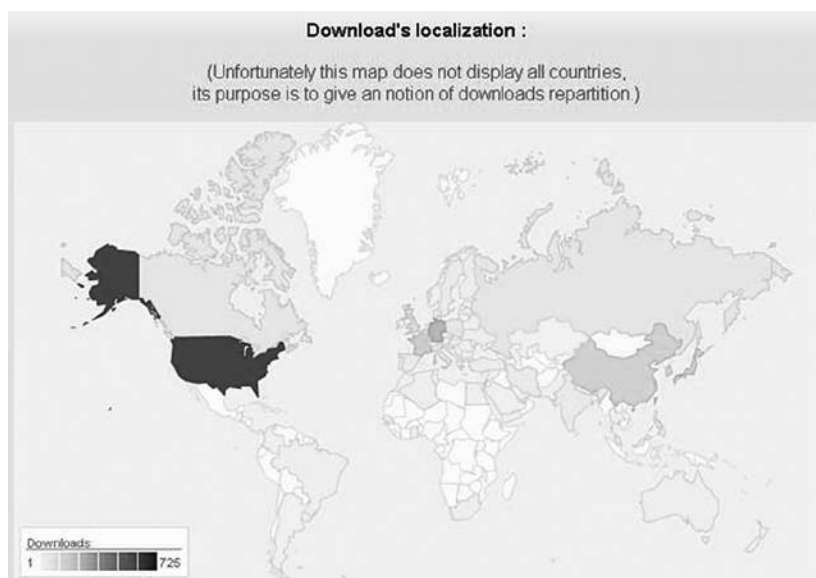 Download's localization :
(Unfortunately this map does not display all countries,
its purpose is to give an notion of downloads repartition.)
Downloads:
1 725